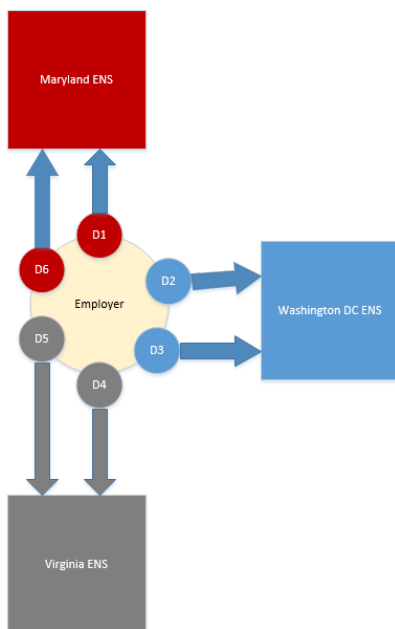 Maryland ENS
D1
D6
D2
Employer
Washington DC ENS
D5
D3
D4
Virginia ENS